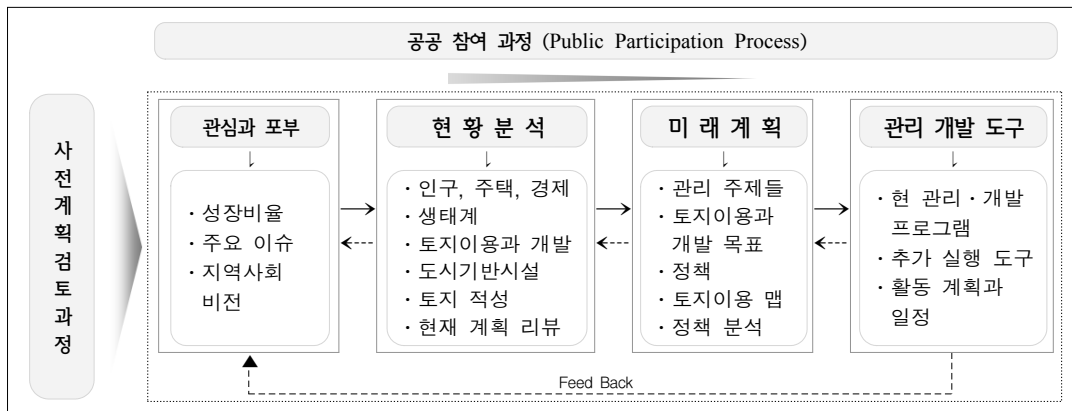 공공 참여 과정 (Public Participation Process)
사전계획검토과정
관심과 포부
· 성장비율
· 주요 이슈
· 지역사회
비전
현 황 분 석
· 인구, 주택, 경제
· 생태계
· 토지이용과 개발
· 도시기반시설
· 토지 적성
· 현재 계획 리뷰
미 래 계 획
· 관리 주제들
· 토지이용과
개발 목표
· 정책
· 토지이용 맵
· 정책 분석
관리 개발 도구
· 현 관리 · 개발
프로그램
· 추가 실행 도구
· 활동 계획과
일정
Feed Back